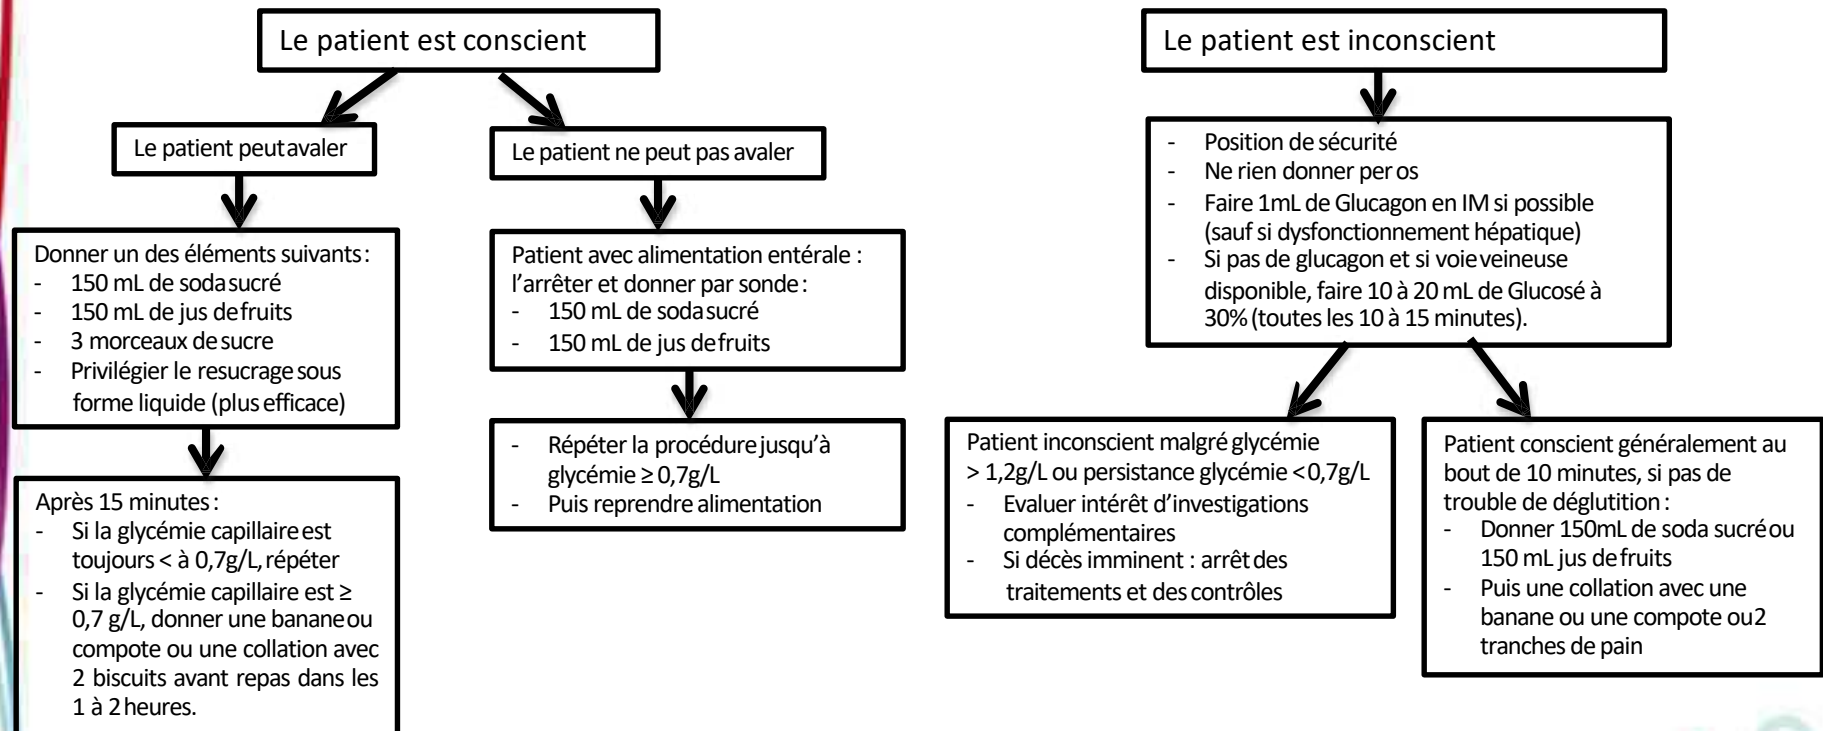 Le patient est conscient
Le patient peut avaler
Donner un des éléments suivants :
- 150 mL de soda sucré
- 150 mL de jus de fruits
- 3 morceaux de sucre
- Privilégier le resucrage sous
forme liquide (plus efficace)
Après 15 minutes :
- Si la glycémie capillaire est
toujours < à 0,7g/L, répéter
- Si la glycémie capillaire est ≥
0,7 g/L, donner une banane ou
compote ou une collation avec
2 biscuits avant repas dans les
1 à 2 heures.
Le patient ne peut pas avaler
Patient avec alimentation entérale :
l’arrêter et donner par sonde :
- 150 mL de soda sucré
- 150 mL de jus de fruits
- Répéter la procédure jusqu’à
glycémie ≥ 0,7g/L
- Puis reprendre alimentation
Le patient est inconscient
- Position de sécurité
- Ne rien donner per os
- Faire 1mL de Glucagon en IM si possible
(sauf si dysfonctionnement hépatique)
- Si pas de glucagon et si voie veineuse
disponible, faire 10 à 20 mL de Glucosé à
30% (toutes les 10 à 15 minutes).
Patient inconscient malgré glycémie
> 1,2g/L ou persistance glycémie < 0,7g/L
- Evaluer intérêt d’investigations
complémentaires
- Si décès imminent : arrêt des
traitements et des contrôles
Patient conscient généralement au
bout de 10 minutes, si pas de
trouble de déglutition :
- Donner 150mL de soda sucré ou
150 mL jus de fruits
- Puis une collation avec une
banane ou une compote ou 2
tranches de pain